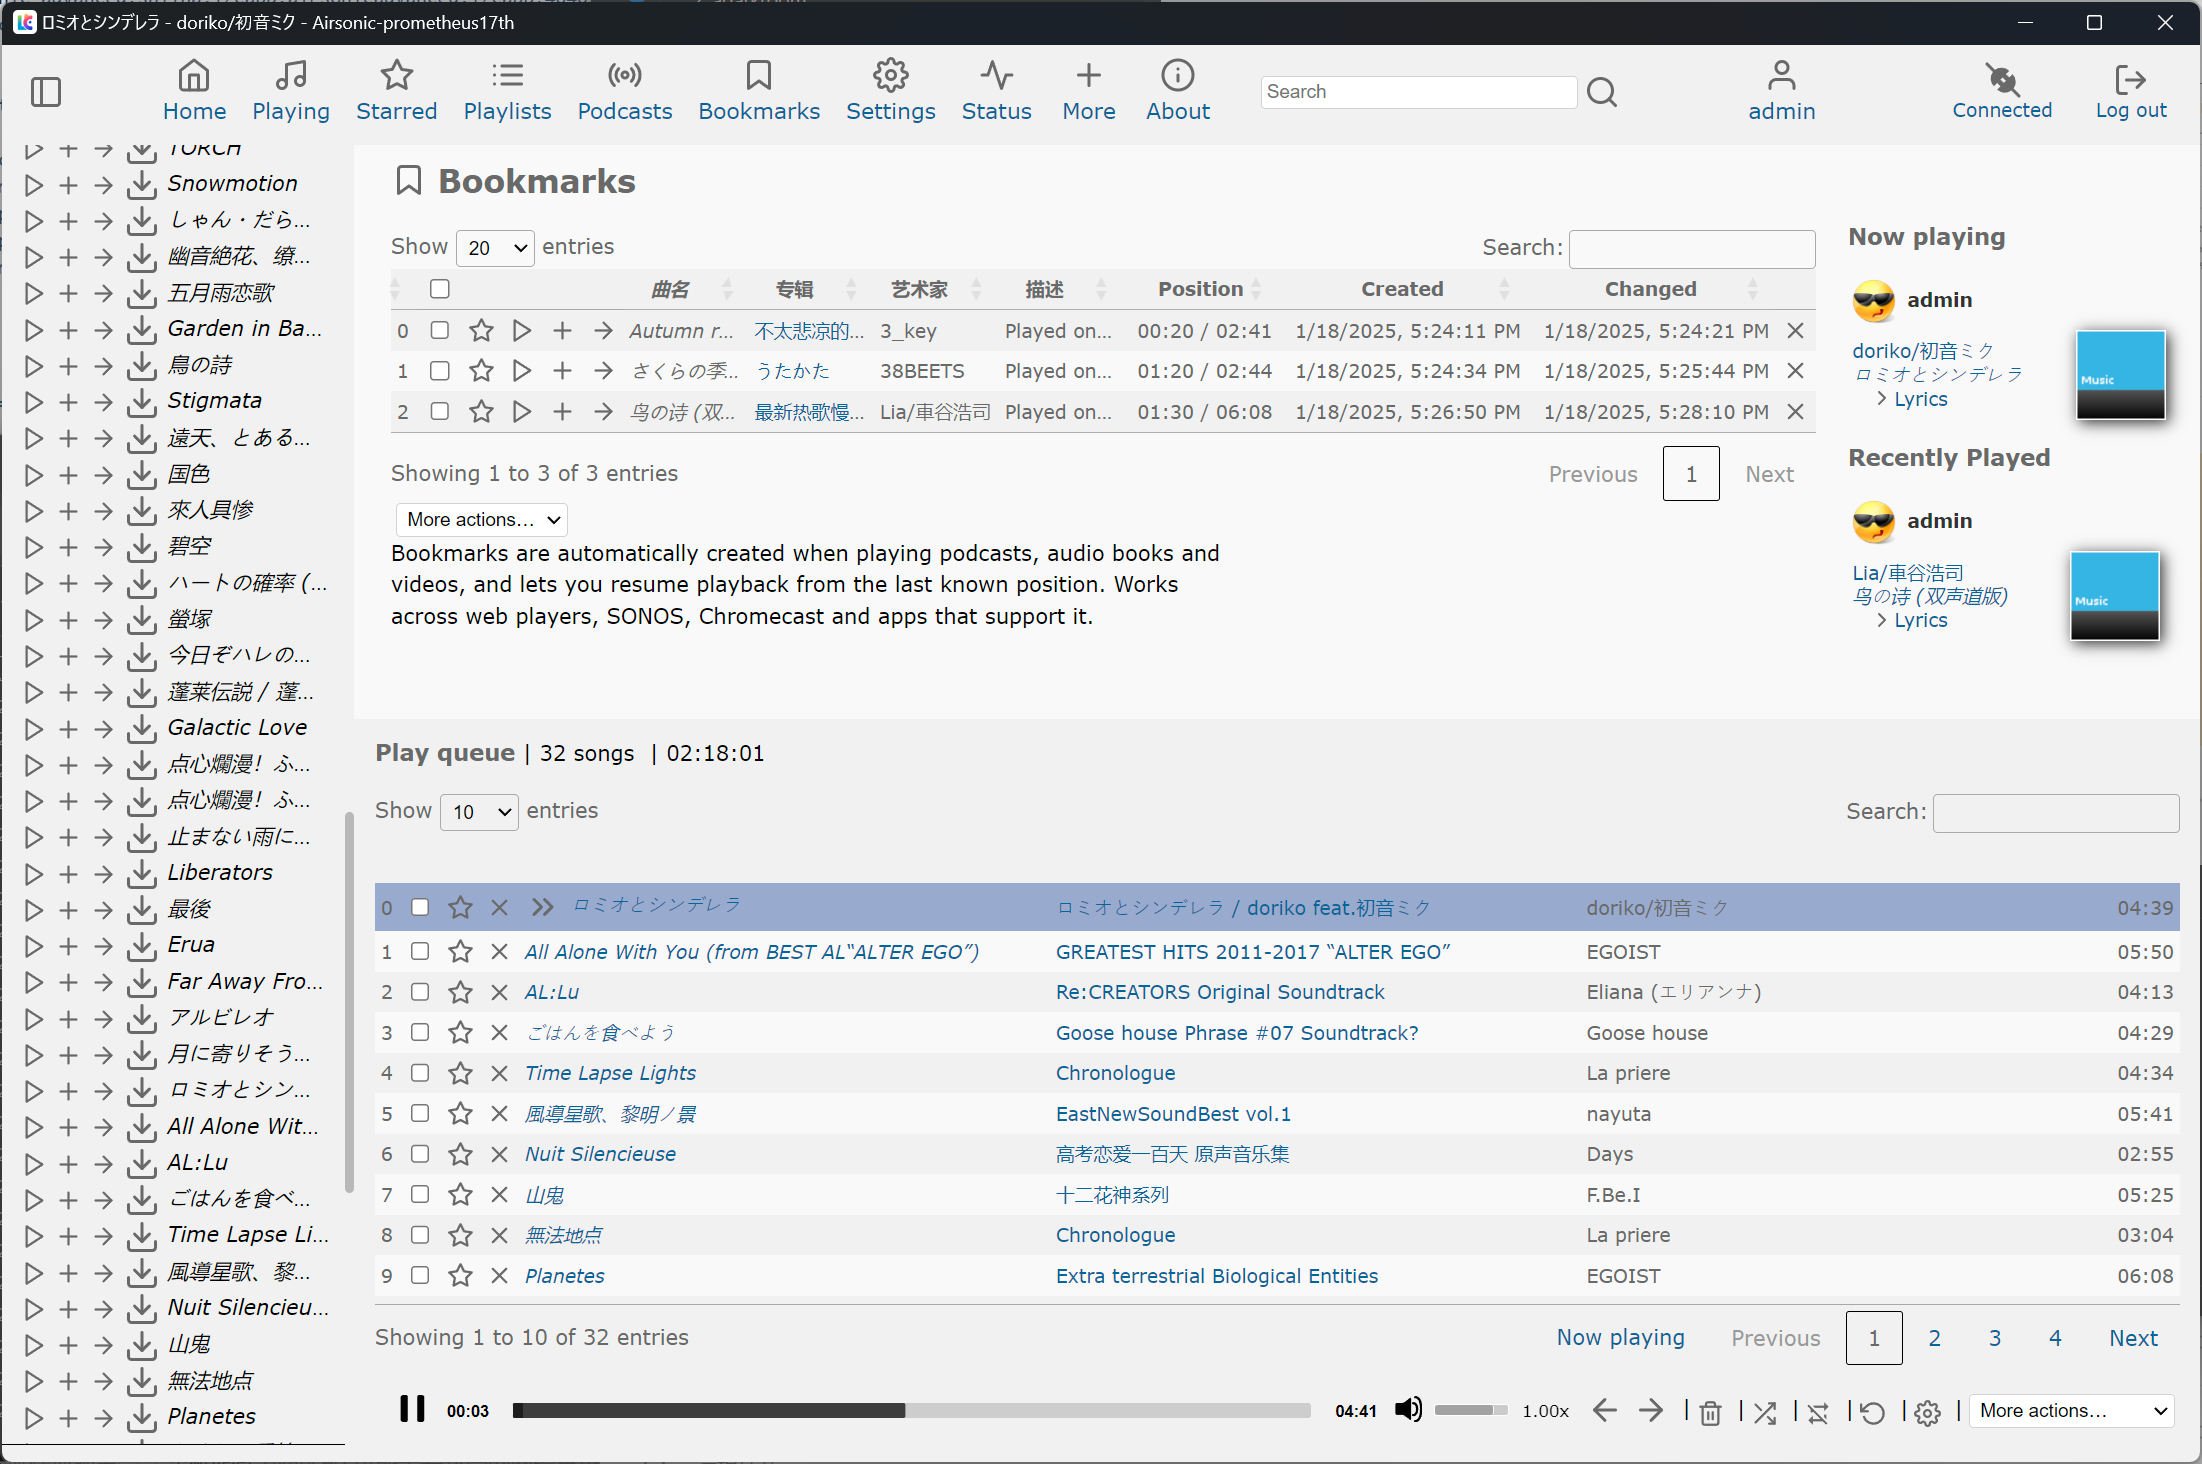 ロミオとシンデレラ - doriko/初音ミク - Airsonic-prometheus17th
Home Playing Starred Playlists Podcasts Bookmarks Settings Status More About Search admin Connected Log out
TORCH
Snowmotion
しゃん・だら...
幽音絶花、缭...
五月雨恋歌
Garden in Ba...
鳥の詩
Stigmata
遠天、とある...
国色
來人具惨
碧空
ハートの確率 (...
螢塚
今日ぞハレの...
蓬莱伝説 / 蓬...
Galactic Love
点心爛漫！ふ...
点心爛漫！ふ...
止まない雨に...
Liberators
最後
Erua
Far Away Fro...
アルビレオ
月に寄りそう...
ロミオとシン...
All Alone Wit...
AL:Lu
ごはんを食べ...
Time Lapse Li...
風導星歌、黎...
Nuit Silencieu...
山鬼
無法地点
Planetes
Bookmarks
Show 20 entries
Search:
曲名 专辑 艺术家 描述 Position Created Changed
0 Autumn r... 不太悲凉的... 3_key Played on... 00:20 / 02:41 1/18/2025, 5:24:11 PM 1/18/2025, 5:24:21 PM
1 さくらの季... うたかた 38BEETS Played on... 01:20 / 02:44 1/18/2025, 5:24:34 PM 1/18/2025, 5:25:44 PM
2 鸟の诗 (双... 最新热歌慢... Lia/車谷浩司 Played on... 01:30 / 06:08 1/18/2025, 5:26:50 PM 1/18/2025, 5:28:10 PM
Showing 1 to 3 of 3 entries
Previous 1 Next
More actions...
Bookmarks are automatically created when playing podcasts, audio books and
videos, and lets you resume playback from the last known position. Works
across web players, SONOS, Chromecast and apps that support it.
Now playing
admin
doriko/初音ミク
ロミオとシンデレラ
Lyrics
Music
Recently Played
admin
Lia/車谷浩司
鸟の诗 (双声道版)
Lyrics
Music
Play queue | 32 songs | 02:18:01
Show 10 entries
Search:
0 ロミオとシンデレラ ロミオとシンデレラ / doriko feat.初音ミク doriko/初音ミク 04:39
1 All Alone With You (from BEST AL“ALTER EGO”) GREATEST HITS 2011-2017 “ALTER EGO” EGOIST 05:50
2 AL:Lu Re:CREATORS Original Soundtrack Eliana (エリアンナ) 04:13
3 ごはんを食べよう Goose house Phrase #07 Soundtrack? Goose house 04:29
4 Time Lapse Lights Chronologue La priere 04:34
5 風導星歌、黎明ノ景 EastNewSoundBest vol.1 nayuta 05:41
6 Nuit Silencieuse 高考恋爱一百天 原声音乐集 Days 02:55
7 山鬼 十二花神系列 F.Be.I 05:25
8 無法地点 Chronologue La priere 03:04
9 Planetes Extra terrestrial Biological Entities EGOIST 06:08
Showing 1 to 10 of 32 entries
Now playing Previous 1 2 3 4 Next
00:03 04:41 1.00x | | | | | | More actions...